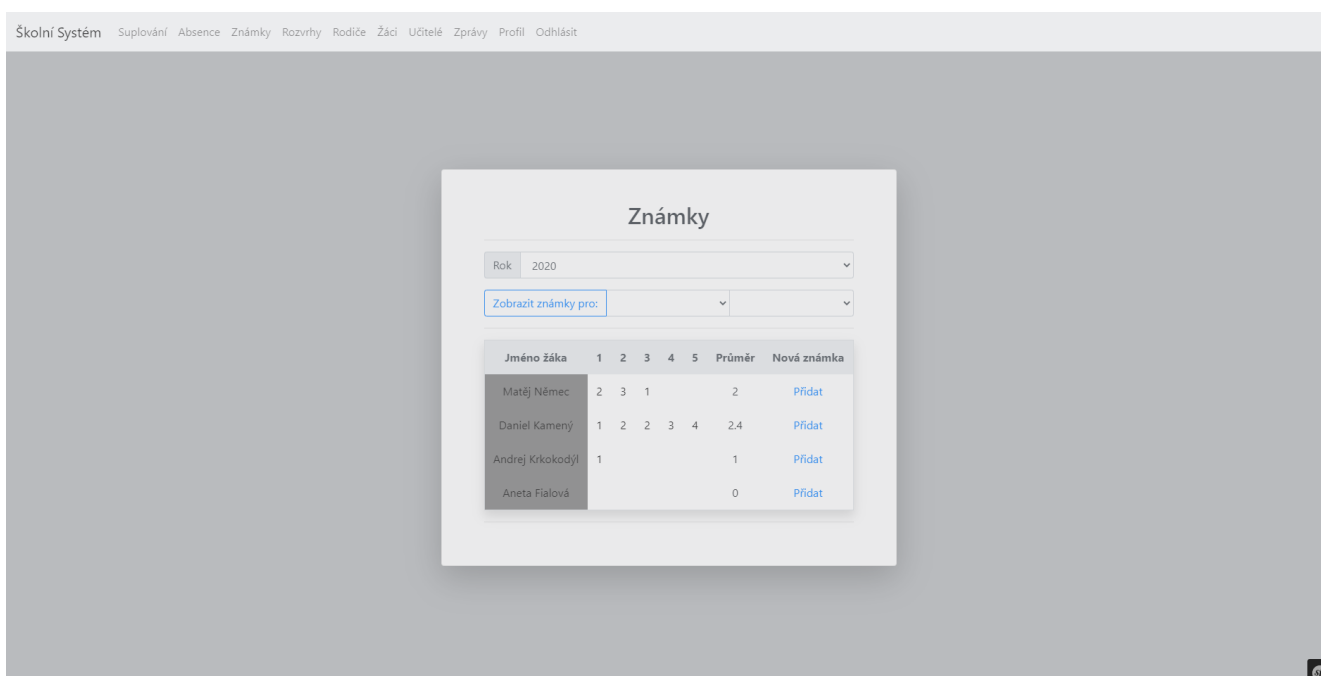 Školní Systém Suplování Absence Známky Rozvrhy Rodiče Žáci Učitelé Zprávy Profil Odhlásit
Známky
Rok 2020
Zobrazit známky pro:
Jméno žáka 1 2 3 4 5 Průměr Nová známka
Matěj Němec 2 3 1 2 Přidat
Daniel Kamený 1 2 2 3 4 2.4 Přidat
Andrej Krkokodýl 1 1 Přidat
Aneta Fialová 0 Přidat